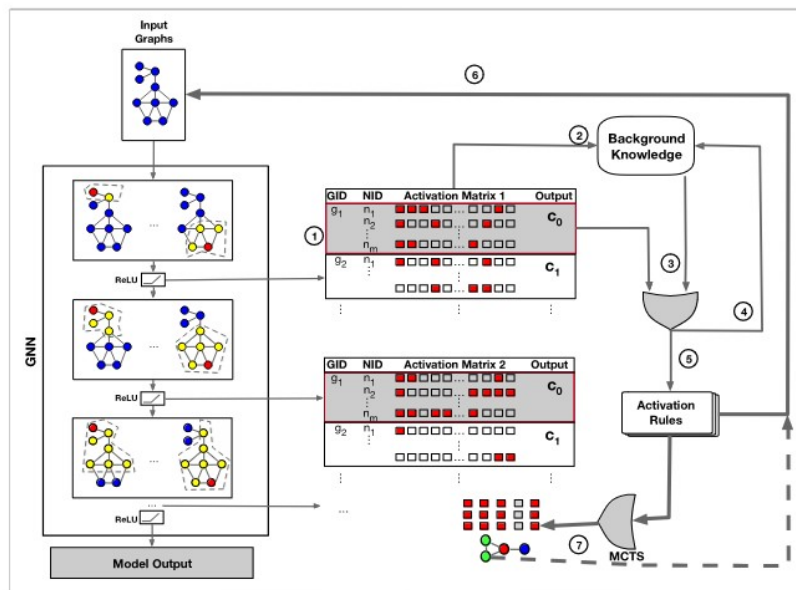 Input
Graphs
6
2
Background
Knowledge
GID NID Activation Matrix 1 Output
1
g1 n1 ... c0
n2 ...
nm ...
g2 n1 ... c1
3
4
ReLU
GNN
5
GID NID Activation Matrix 2 Output
g1 n1 ... c0
n2 ...
nm ...
g2 n1 ... c1
ReLU
Activation
Rules
...
ReLU
...
7
MCTS
Model Output